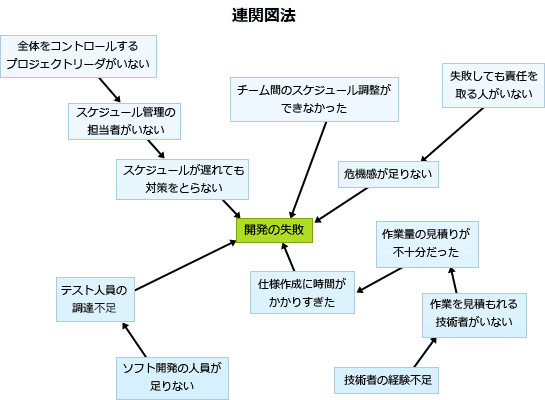 連関図法
全体をコントロールする
プロジェクトリーダがいない
スケジュール管理の
担当者がいない
スケジュールが遅れても
対策をとらない
チーム間のスケジュール調整が
できなかった
失敗しても責任を
取る人がいない
危機感が足りない
開発の失敗
作業量の見積りが
不十分だった
仕様作成に時間が
かかりすぎた
テスト人員の
調達不足
作業を見積もれる
技術者がいない
ソフト開発の人員が
足りない
技術者の経験不足